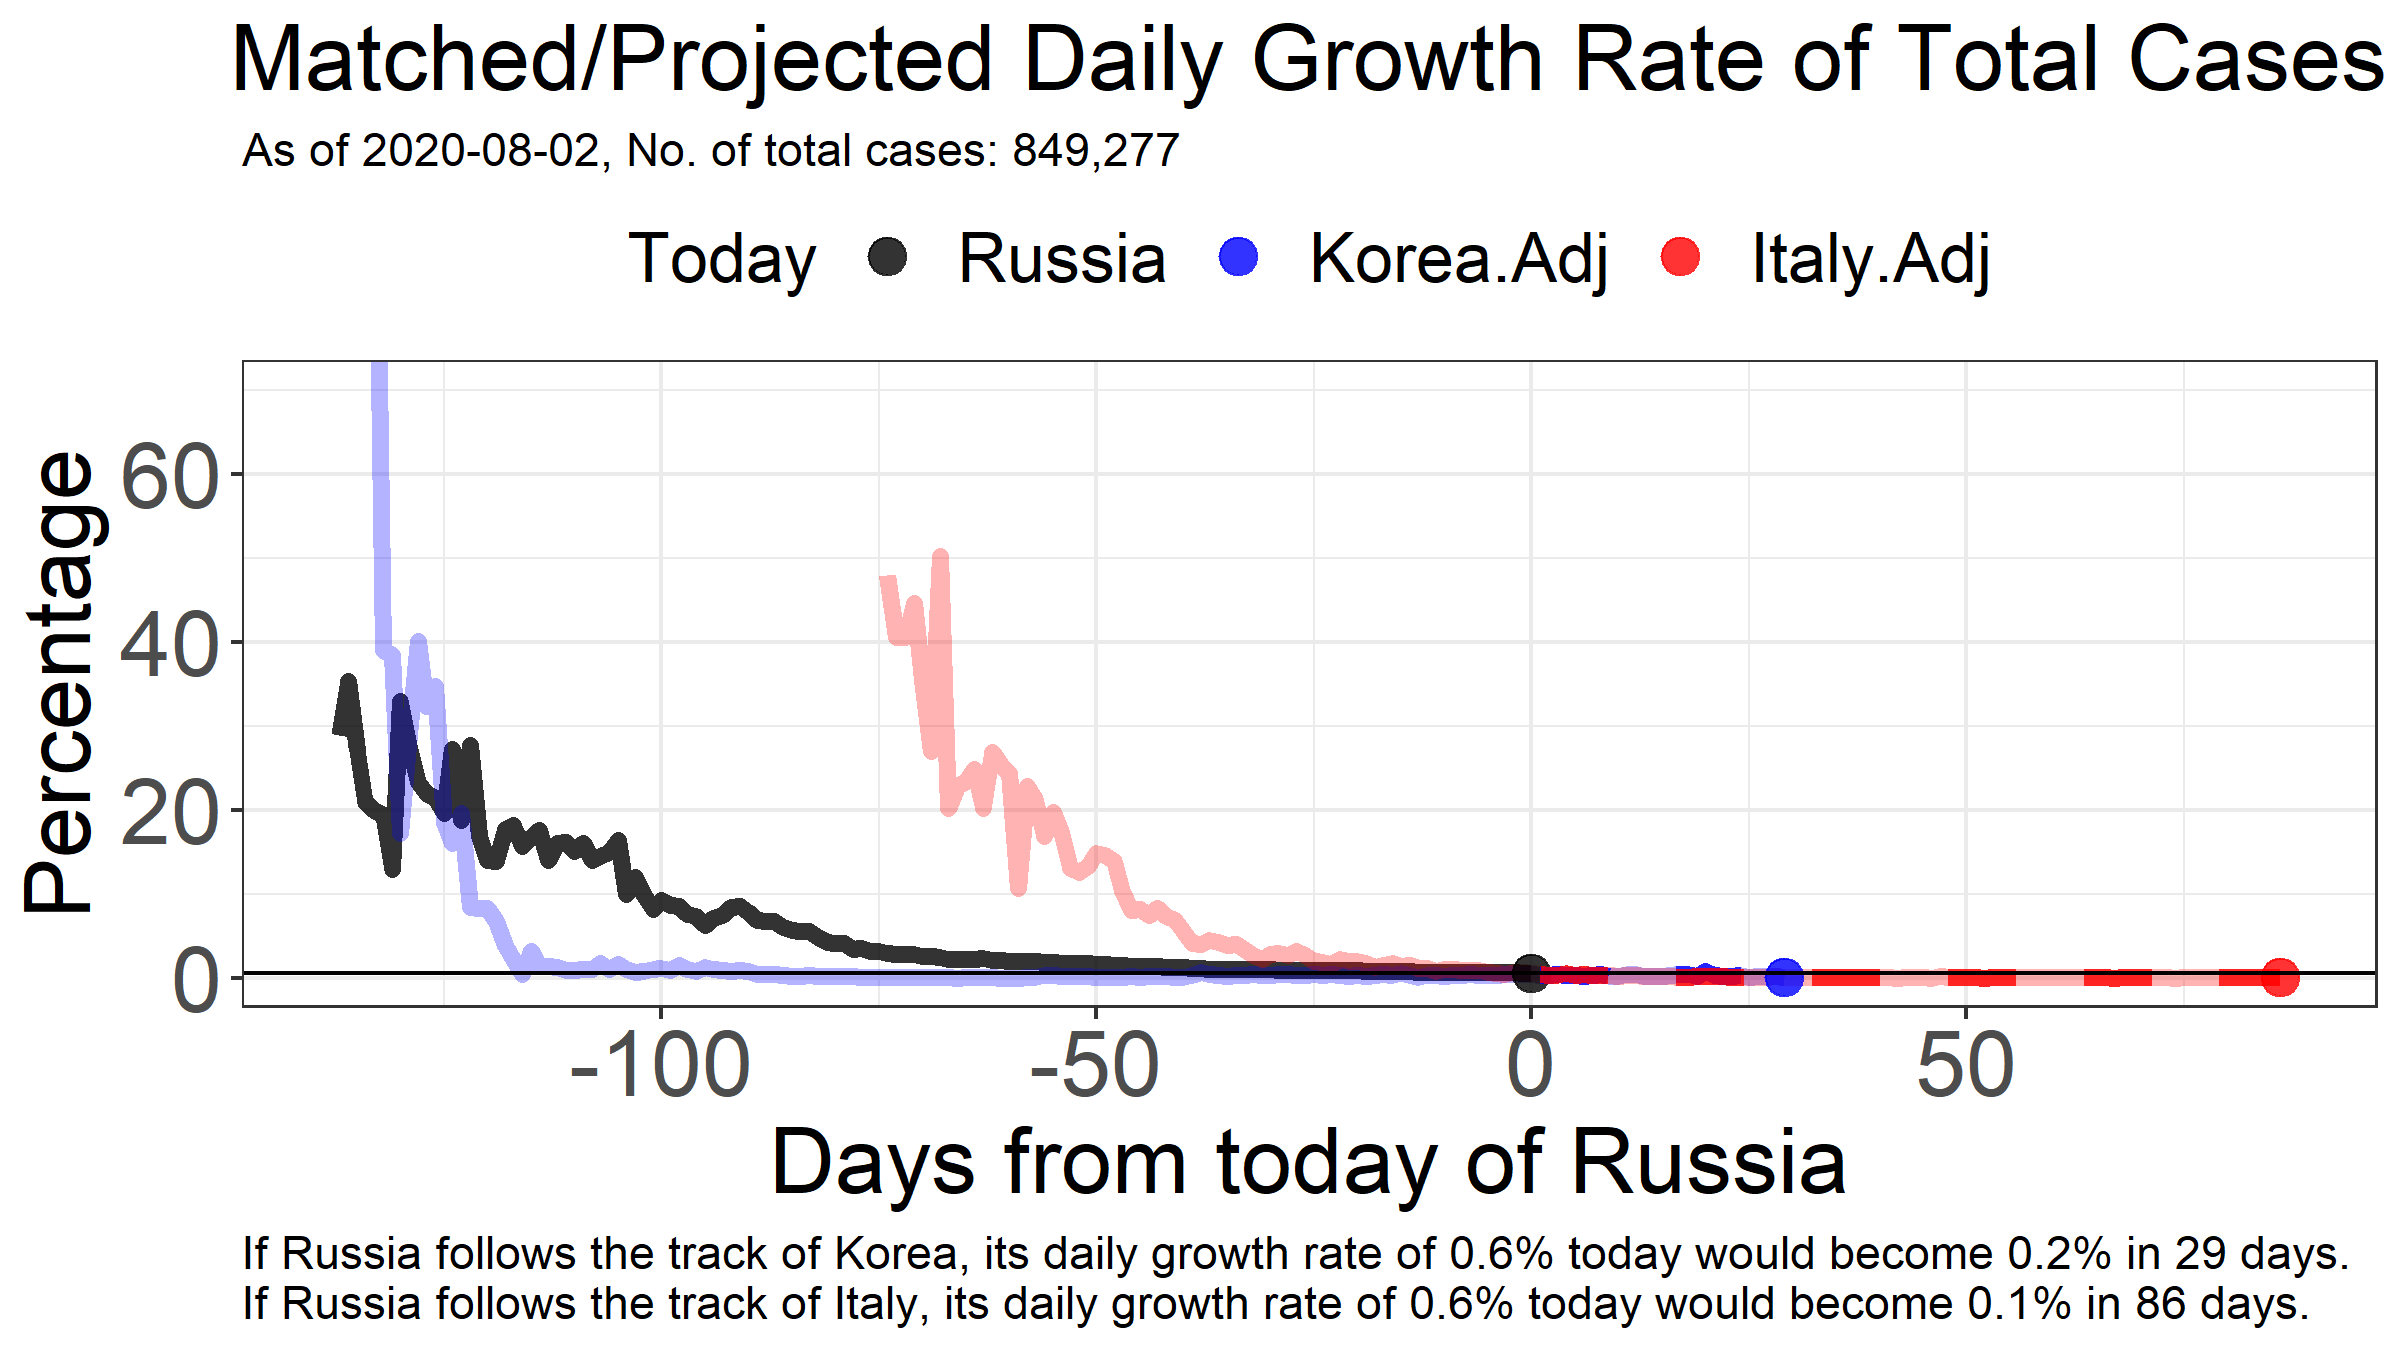 Matched/Projected Daily Growth Rate of Total Cases
As of 2020-08-02, No. of total cases: 849,277
Today Russia Korea.Adj Italy.Adj
Percentage
60
40
20
0
-100 -50 0 50
Days from today of Russia
If Russia follows the track of Korea, its daily growth rate of 0.6% today would become 0.2% in 29 days.
If Russia follows the track of Italy, its daily growth rate of 0.6% today would become 0.1% in 86 days.